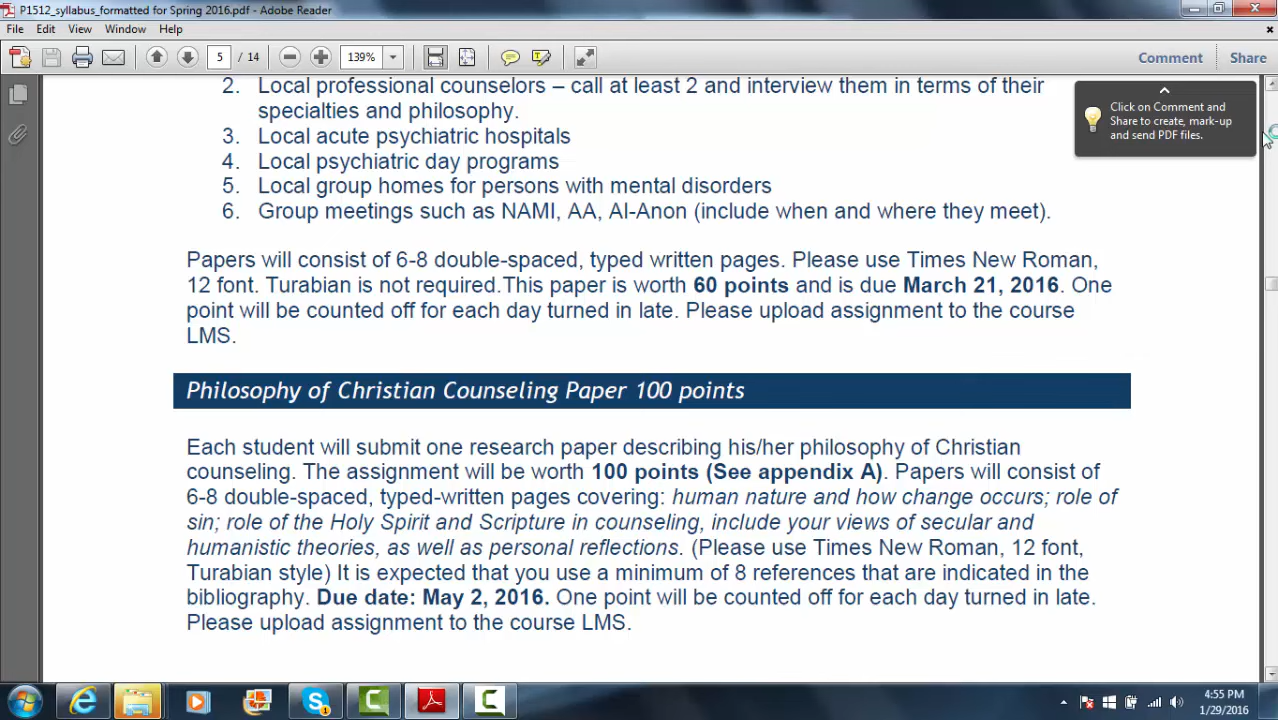 P1512_syllabus_formatted for Spring 2016.pdf - Adobe Reader
File Edit View Window Help
5 / 14 139% Comment Share
2. Local professional counselors – call at least 2 and interview them in terms of their
specialties and philosophy.
3. Local acute psychiatric hospitals
4. Local psychiatric day programs
5. Local group homes for persons with mental disorders
6. Group meetings such as NAMI, AA, Al-Anon (include when and where they meet).
Click on Comment and
Share to create, mark-up
and send PDF files.
Papers will consist of 6-8 double-spaced, typed written pages. Please use Times New Roman,
12 font. Turabian is not required.This paper is worth 60 points and is due March 21, 2016. One
point will be counted off for each day turned in late. Please upload assignment to the course
LMS.
Philosophy of Christian Counseling Paper 100 points
Each student will submit one research paper describing his/her philosophy of Christian
counseling. The assignment will be worth 100 points (See appendix A). Papers will consist of
6-8 double-spaced, typed-written pages covering: human nature and how change occurs; role of
sin; role of the Holy Spirit and Scripture in counseling, include your views of secular and
humanistic theories, as well as personal reflections. (Please use Times New Roman, 12 font,
Turabian style) It is expected that you use a minimum of 8 references that are indicated in the
bibliography. Due date: May 2, 2016. One point will be counted off for each day turned in late.
Please upload assignment to the course LMS.
4:55 PM
1/29/2016